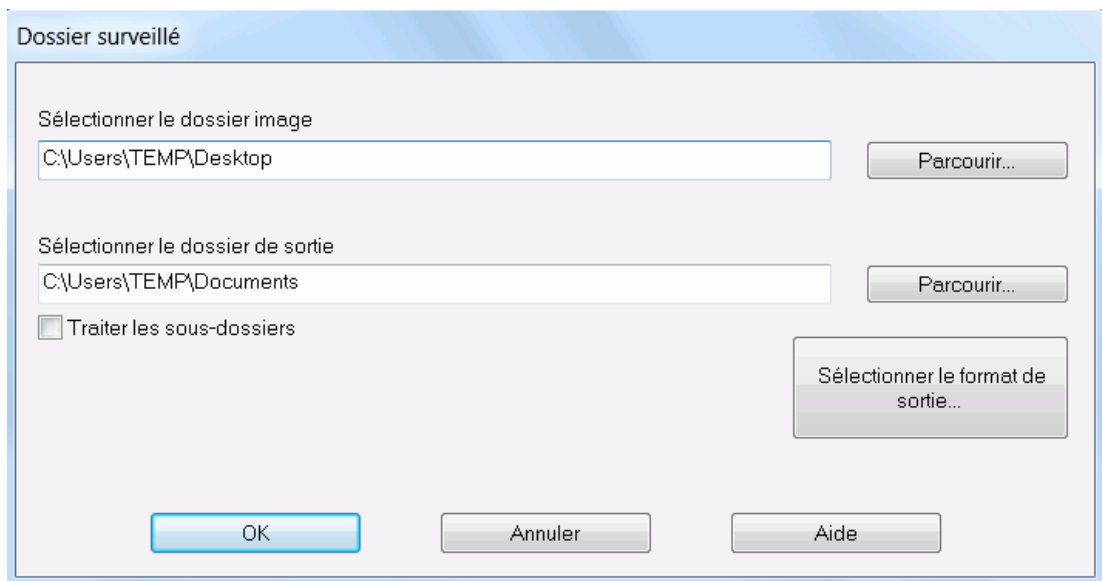 Dossier surveillé
Sélectionner le dossier image
C:\Users\TEMP\Desktop
Parcourir...
Sélectionner le dossier de sortie
C:\Users\TEMP\Documents
Parcourir...
Traiter les sous-dossiers
Sélectionner le format de
sortie...
OK
Annuler
Aide